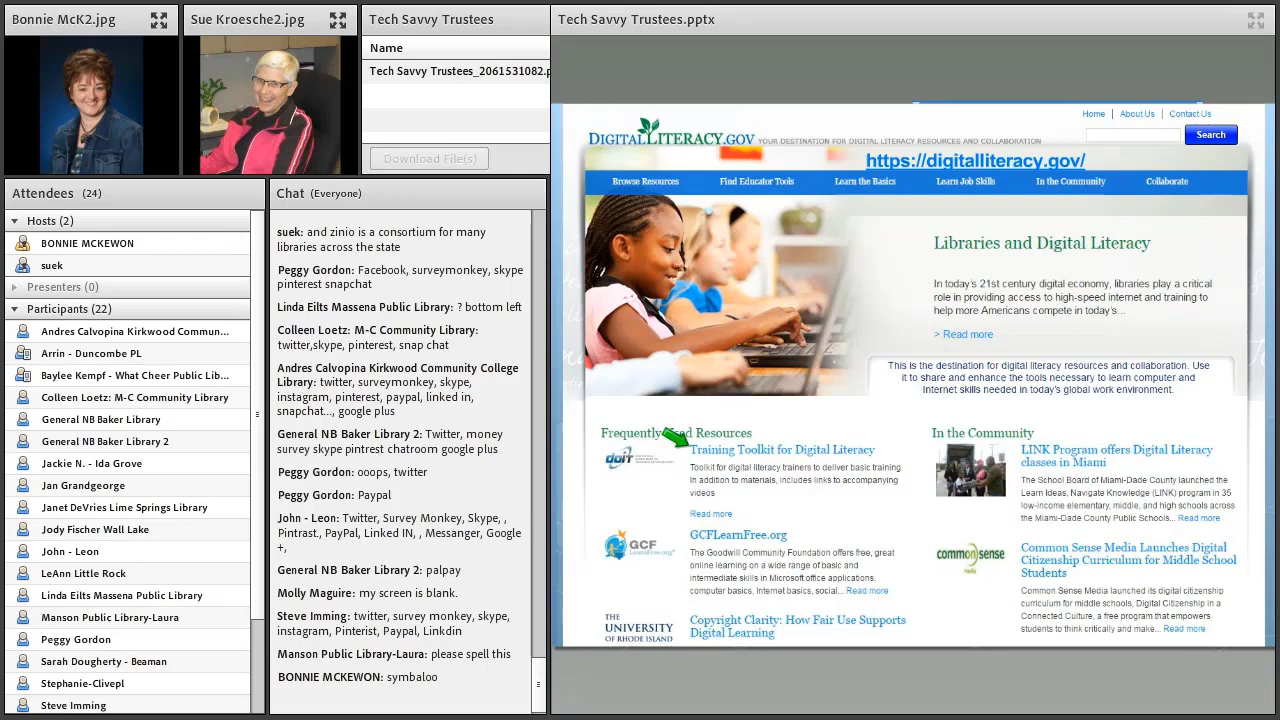 Bonnie McK2.jpg
Sue Kroesche2.jpg
Tech Savvy Trustees
Name
Tech Savvy Trustees_2061531082.p
Download File(s)
Attendees (24)
Hosts (2)
BONNIE MCKEWON
suek
Presenters (0)
Participants (22)
Andres Calvopina Kirkwood Commun...
Arrin - Duncombe PL
Baylee Kempf - What Cheer Public Lib...
Colleen Loetz: M-C Community Library
General NB Baker Library
General NB Baker Library 2
Jackie N. - Ida Grove
Jan Grandgeorge
Janet DeVries Lime Springs Library
Jody Fischer Wall Lake
John - Leon
LeAnn Little Rock
Linda Eilts Massena Public Library
Manson Public Library-Laura
Peggy Gordon
Sarah Dougherty - Beaman
Stephanie-Clivepl
Steve Imming
Chat (Everyone)
suek: and zinio is a consortium for many
libraries across the state
Peggy Gordon: Facebook, surveymonkey, skype
pinterest snapchat
Linda Eilts Massena Public Library: ? bottom left
Colleen Loetz: M-C Community Library:
twitter,skype, pinterest, snap chat
Andres Calvopina Kirkwood Community College
Library: twitter, surveymonkey, skype,
instagram, pinterest, paypal, linked in,
snapchat..., google plus
General NB Baker Library 2: Twitter, money
survey skype pintrest chatroom google plus
Peggy Gordon: ooops, twitter
Peggy Gordon: Paypal
John - Leon: Twitter, Survey Monkey, Skype, ,
Pintrast., PayPal, Linked IN, , Messanger, Google
+,
General NB Baker Library 2: palpay
Molly Maguire: my screen is blank.
Steve Imming: twitter, survey monkey, skype,
instagram, Pinterist, Paypal, Linkdin
Manson Public Library-Laura: please spell this
BONNIE MCKEWON: symbaloo
Tech Savvy Trustees.pptx
Home | About Us | Contact Us
DIGITALLITERACY.GOV YOUR DESTINATION FOR DIGITAL LITERACY RESOURCES AND COLLABORATION
Search
https://digitalliteracy.gov/
Browse Resources Find Educator Tools Learn the Basics Learn Job Skills In the Community Collaborate
Libraries and Digital Literacy
In today's 21st century digital economy, libraries play a critical
role in providing access to high-speed internet and training to
help more Americans compete in today's...
> Read more
This is the destination for digital literacy resources and collaboration. Use
it to share and enhance the tools necessary to learn computer and
Internet skills needed in today's global work environment.
Frequently Used Resources
doit
Training Toolkit for Digital Literacy
Toolkit for digital literacy trainers to deliver basic training.
In addition to materials, includes links to accompanying
videos
Read more
GCF
LearnFree.org
GCFLearnFree.org
The Goodwill Community Foundation offers free, great
online learning on a wide range of basic and
intermediate skills in Microsoft office applications,
computer basics, Internet basics, social... Read more
THE
UNIVERSITY
OF RHODE ISLAND
Copyright Clarity: How Fair Use Supports
Digital Learning
In the Community
LINK Program offers Digital Literacy
classes in Miami
The School Board of Miami-Dade County launched the
Learn Ideas, Navigate Knowledge (LINK) program in 35
low-income elementary, middle, and high schools across
the Miami-Dade County Public Schools... Read more
common sense
media
Common Sense Media Launches Digital
Citizenship Curriculum for Middle School
Students
Common Sense Media launched its digital citizenship
curriculum for middle schools, Digital Citizenship in a
Connected Culture, a free program that empowers
students to think critically and make... Read more